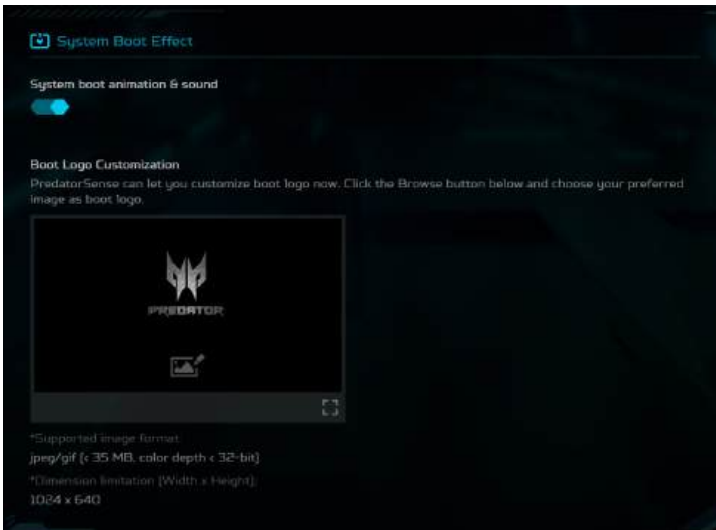 System Boot Effect
System boot animation & sound
Boot Logo Customization
PredatorSense can let you customize boot logo now. Click the Browse button below and choose your preferred
image as boot logo.
PREDATOR
*Supported image format
jpeg/gif (< 35 MB, color depth < 32-bit)
*Dimension limitation (Width x Height):
1024 x 640